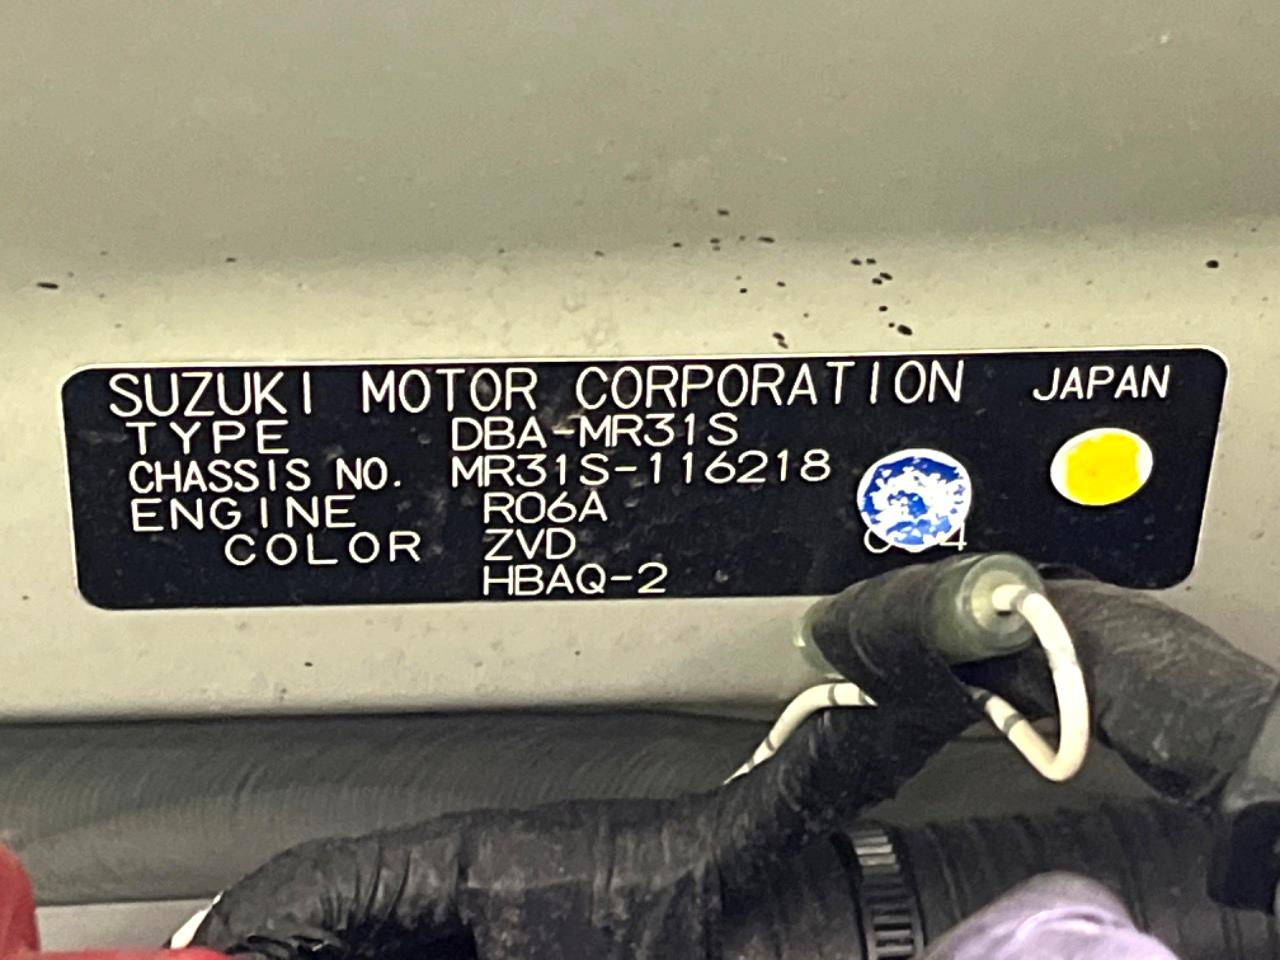 SUZUKI MOTOR CORPORATION JAPAN
TYPE DBA-MR31S
CHASSIS NO. MR31S-116218
ENGINE R06A
COLOR ZVD
HBAQ-2